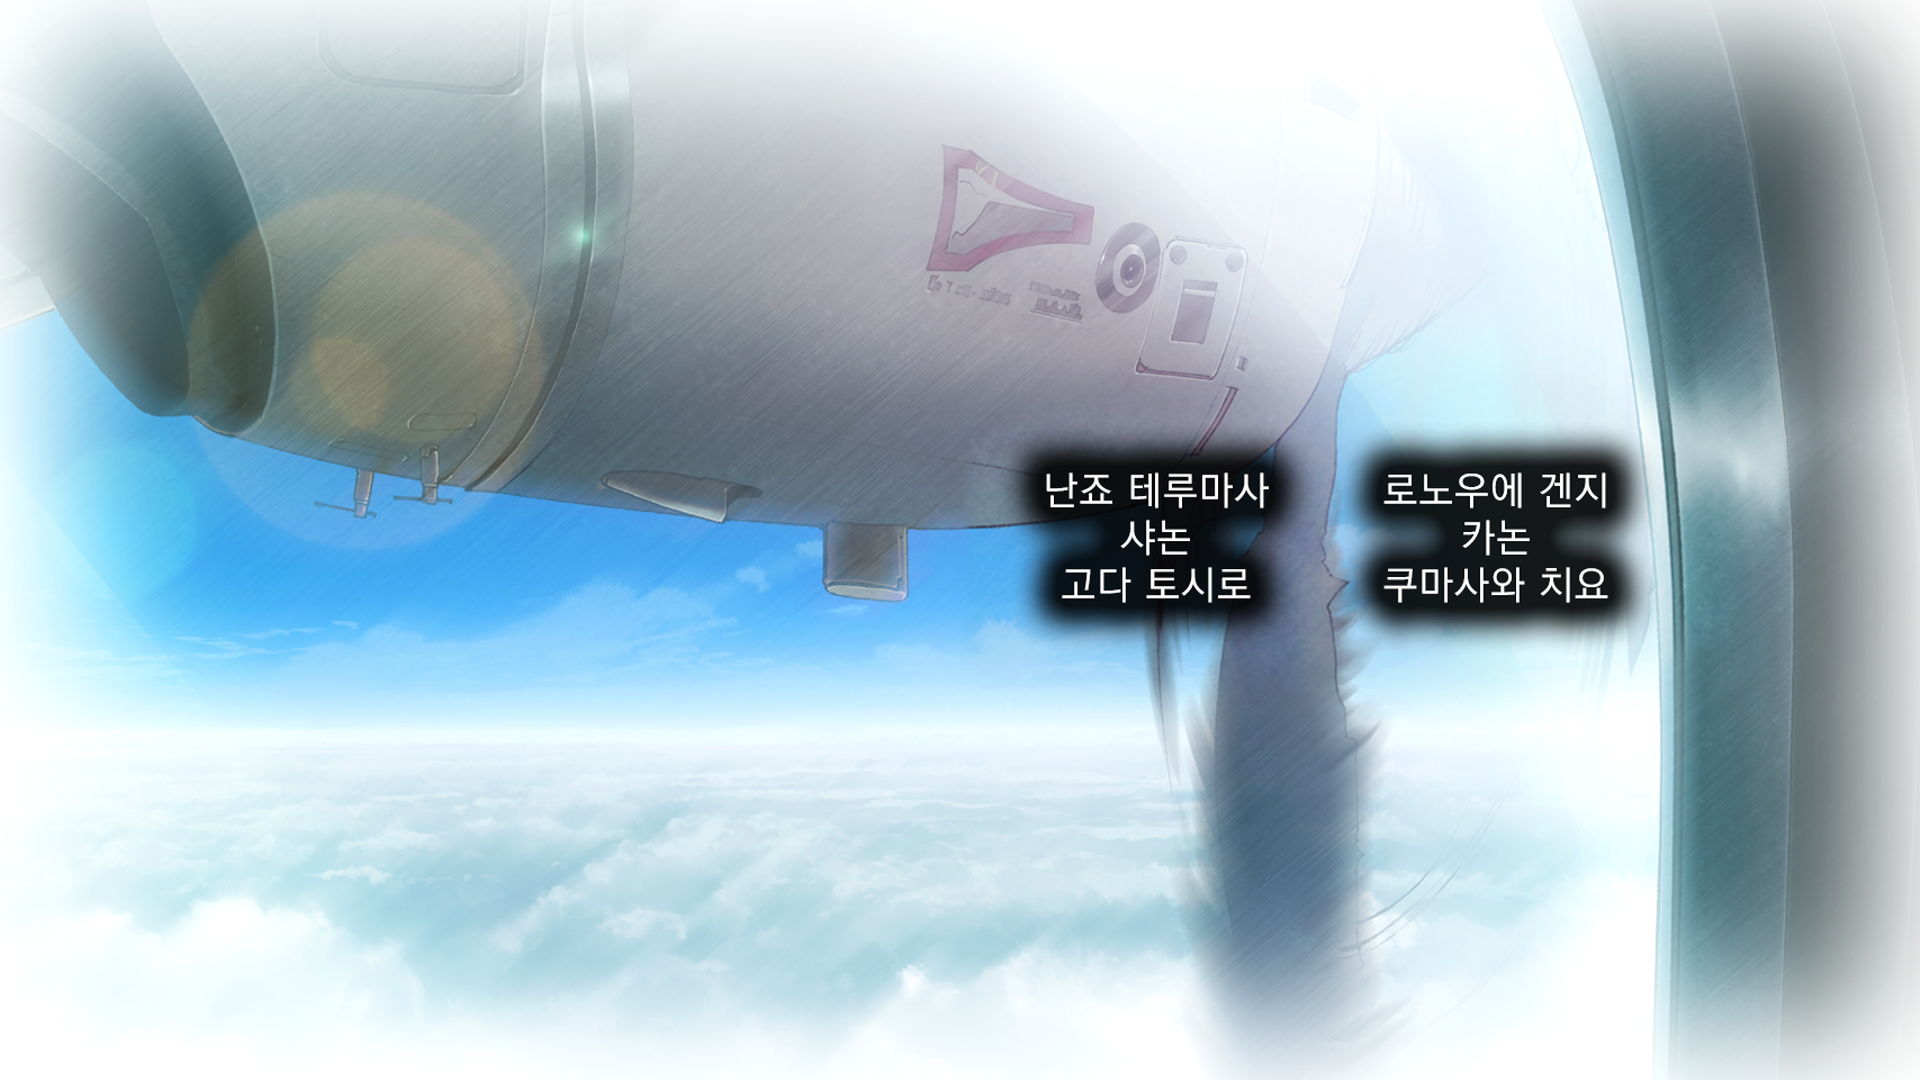 난죠 테루마사
샤논
고다 토시로
로노우에 겐지
카논
쿠마사와 치요